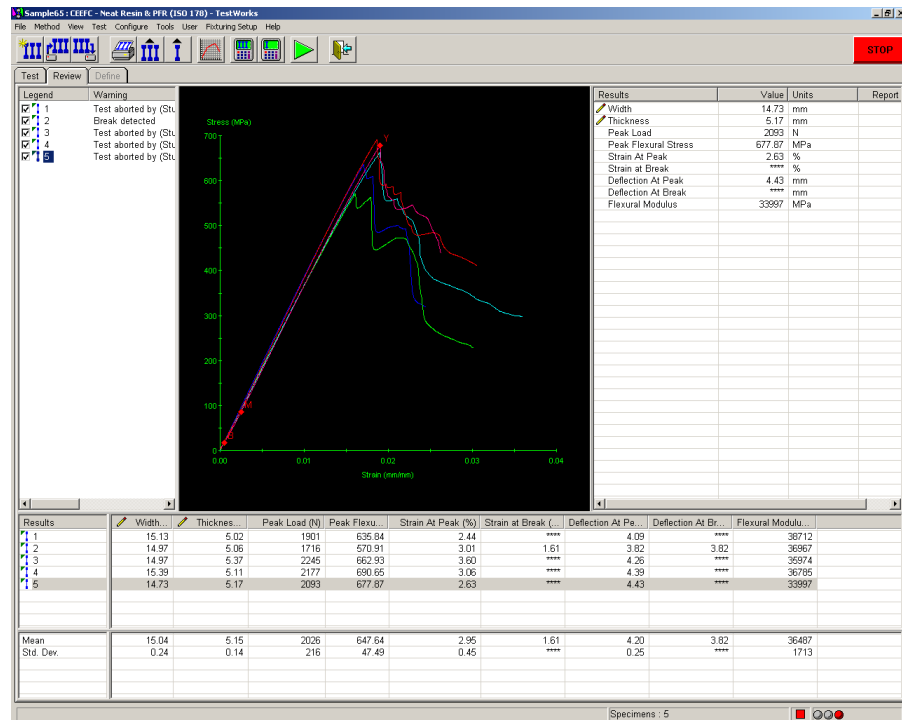 Sample65 : CEEFC - Neat Resin & PFR (ISO 178) - TestWorks
File Method View Test Configure Tools User Fixturing Setup Help
STOP
Test Review Define
Legend Warning
1 Test aborted by (Stu
2 Break detected
3 Test aborted by (Stu
4 Test aborted by (Stu
5 Test aborted by (Stu
Stress (MPa)
700
600
500
400
300
200
100
0
0.00 0.01 0.02 0.03 0.04
Strain (mm/mm)
Y
M
B
Results Value Units Report
Width 14.73 mm
Thickness 5.17 mm
Peak Load 2093 N
Peak Flexural Stress 677.87 MPa
Strain At Peak 2.63 %
Strain at Break **** %
Deflection At Peak 4.43 mm
Deflection At Break **** mm
Flexural Modulus 33997 MPa
Results Width... Thicknes... Peak Load (N) Peak Flexu... Strain At Peak (%) Strain at Break (... Deflection At Pe... Deflection At Br... Flexural Modulu...
1 15.13 5.02 1901 635.84 2.44 **** 4.09 **** 38712
2 14.97 5.06 1716 570.91 3.01 1.61 3.82 3.82 36967
3 14.97 5.37 2245 662.93 3.60 **** 4.26 **** 35974
4 15.39 5.11 2177 690.65 3.06 **** 4.39 **** 36785
5 14.73 5.17 2093 677.87 2.63 **** 4.43 **** 33997
Mean 15.04 5.15 2026 647.64 2.95 1.61 4.20 3.82 36487
Std. Dev. 0.24 0.14 216 47.49 0.45 **** 0.25 **** 1713
Specimens : 5